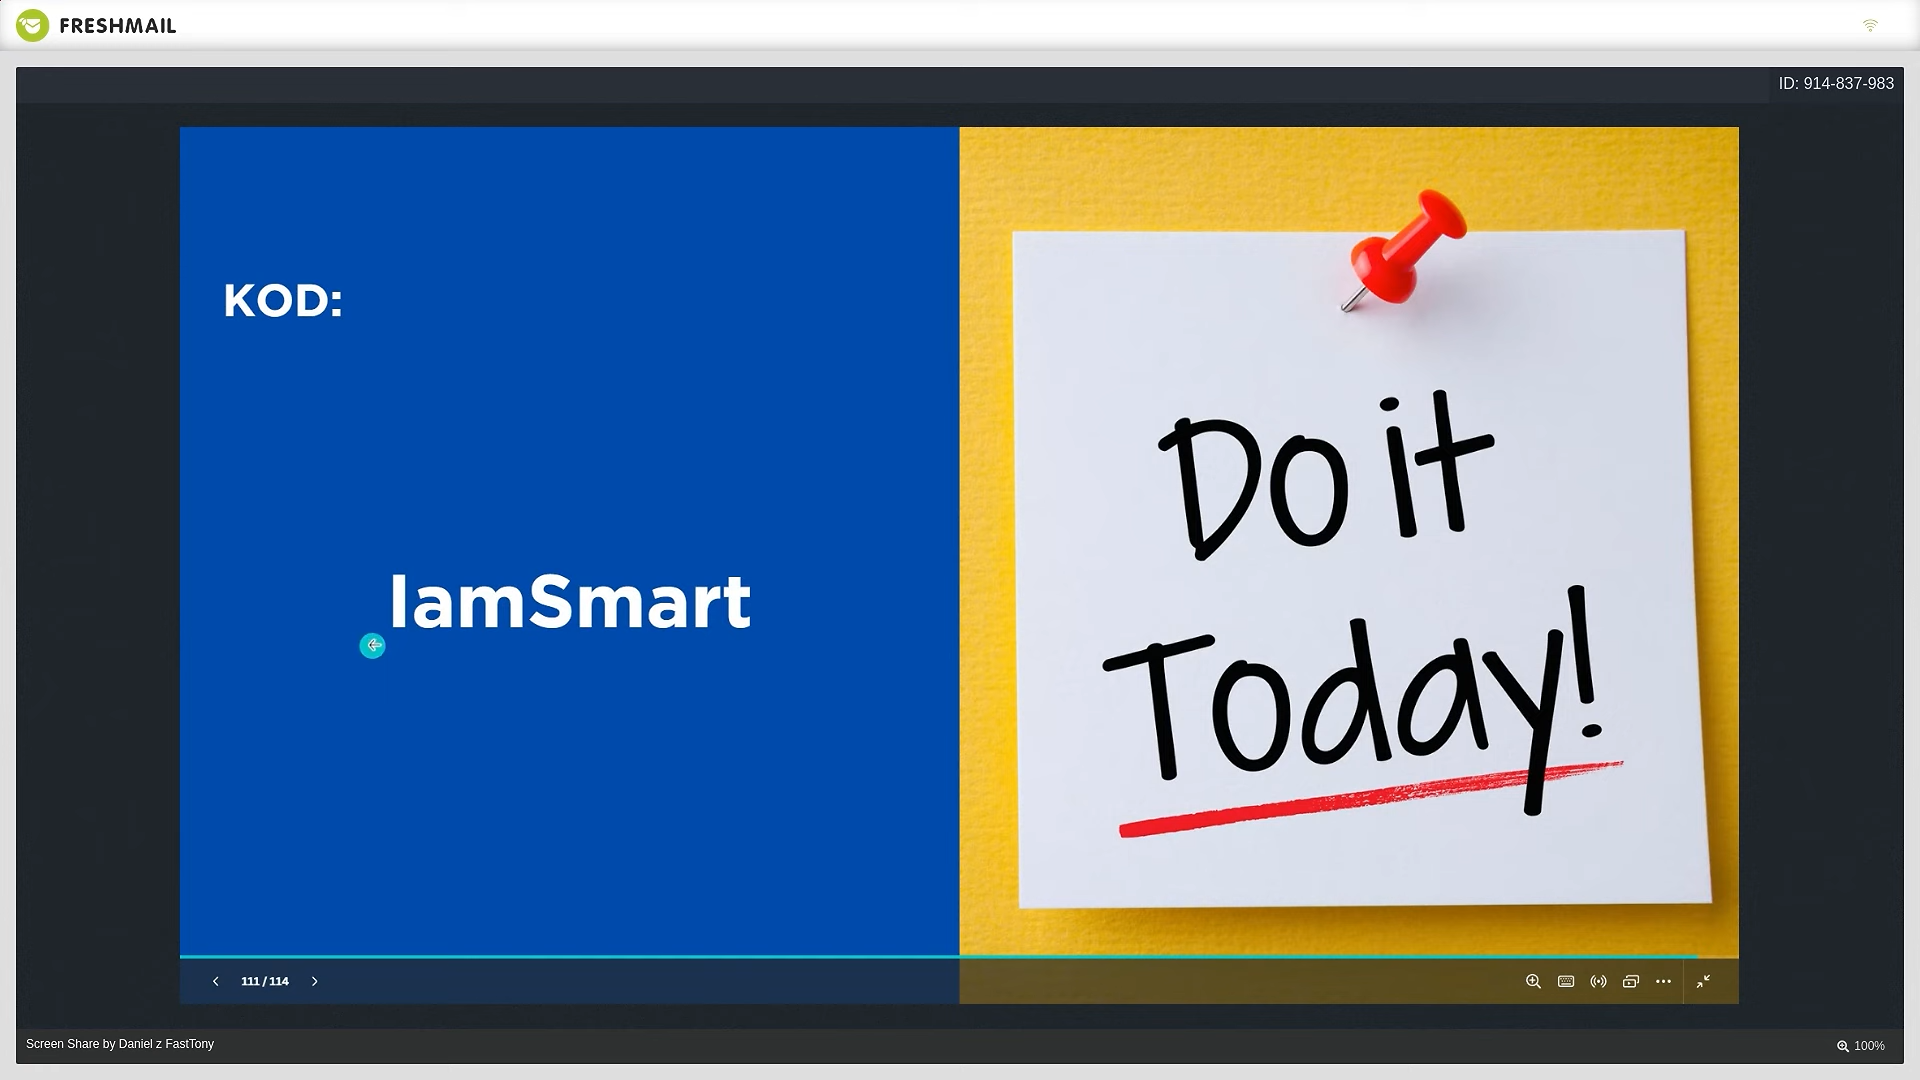 FRESHMAIL
ID: 914-837-983
KOD:
IamSmart
Do it
Today!
111 / 114
Screen Share by Daniel z FastTony
100%